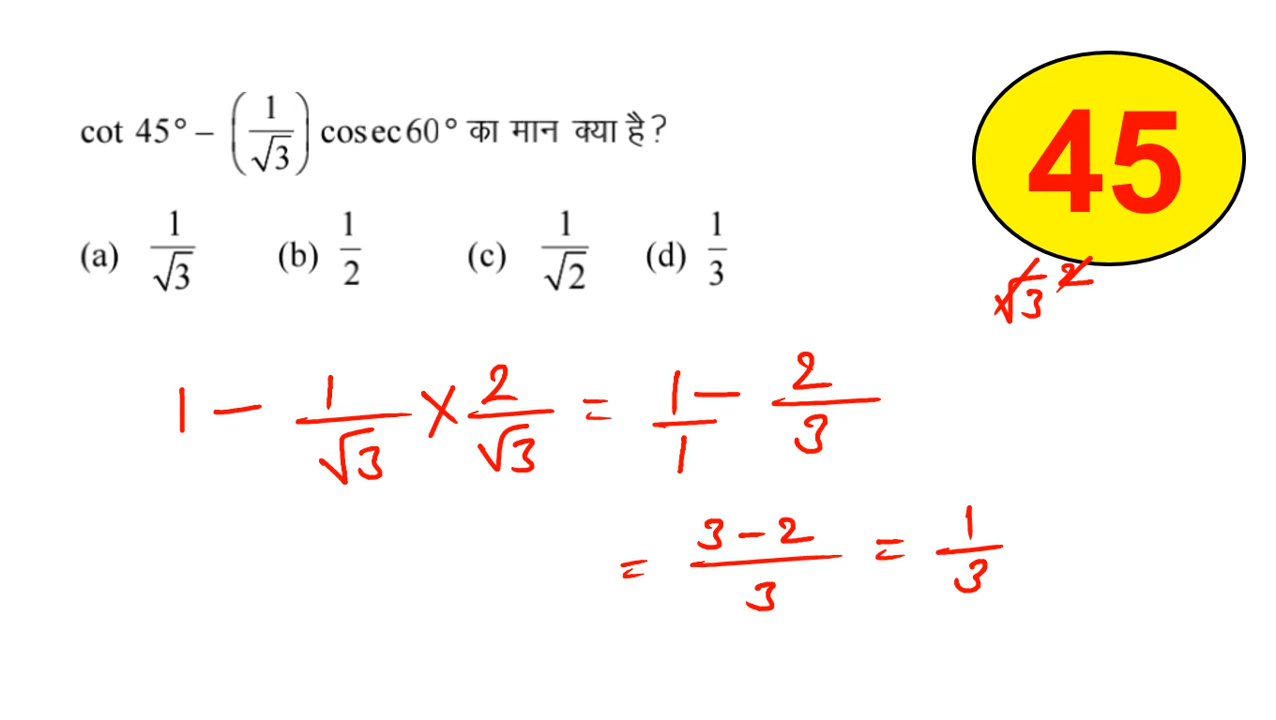 cot 45° – (1/√3) cosec 60° का मान क्या है?
45
(a) 1/√3 (b) 1/2 (c) 1/√2 (d) 1/3
√3 2
1 – 1/√3 × 2/√3 = 1/1 – 2/3
= 3 – 2/3 = 1/3